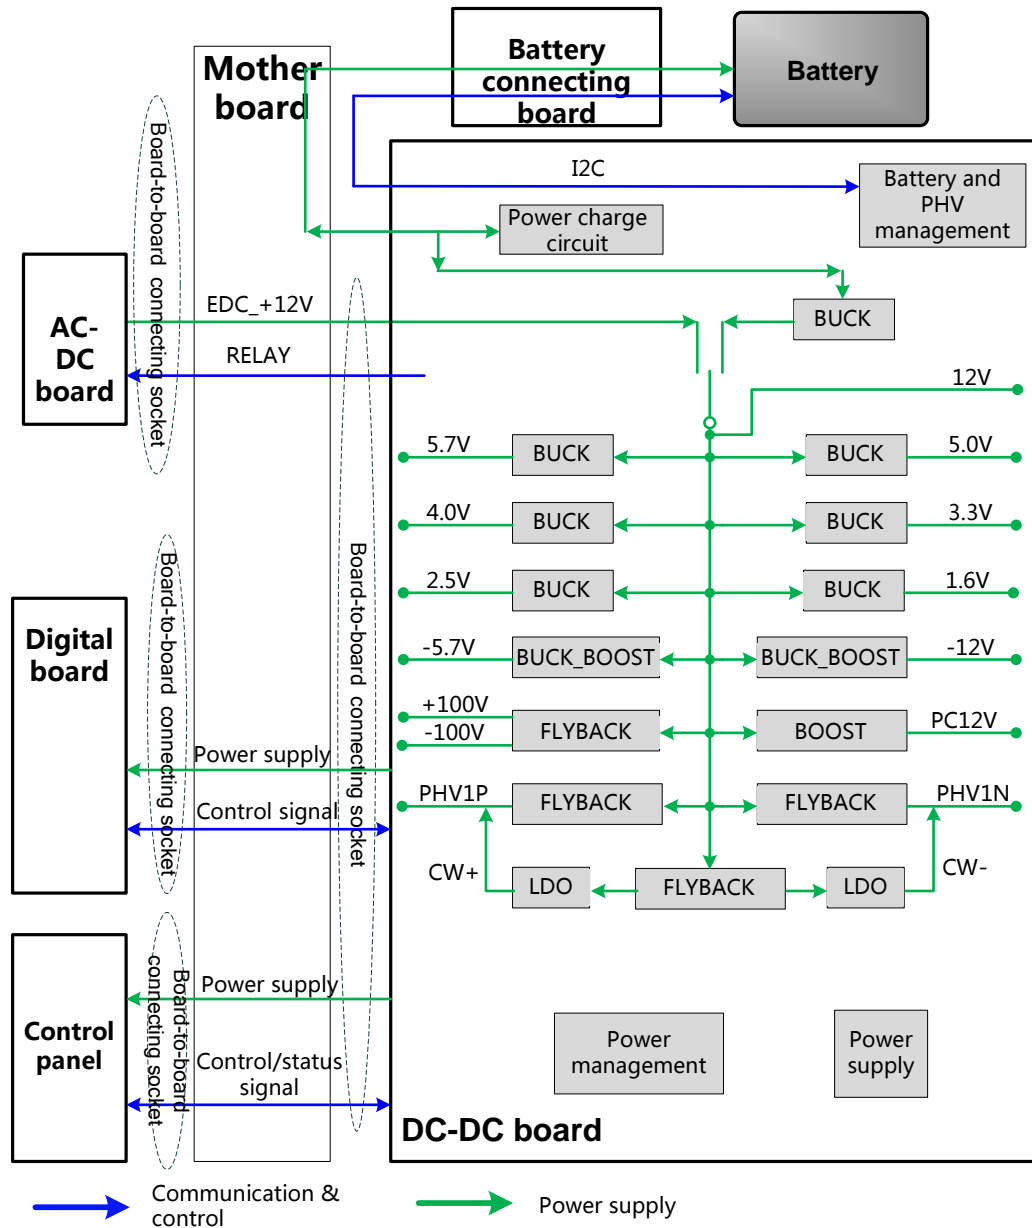 Mother
board
Battery
connecting
board
Battery
Board-to-board connecting socket
I2C
Battery and
PHV
management
Power charge
circuit
AC-
DC
board
EDC_+12V
BUCK
RELAY
12V
5.7V
BUCK
BUCK
5.0V
4.0V
BUCK
BUCK
3.3V
2.5V
BUCK
BUCK
1.6V
Board-to-board connecting socket
Board-to-board connecting socket
Digital
board
-5.7V
BUCK_BOOST
BUCK_BOOST
-12V
+100V
-100V
FLYBACK
BOOST
PC12V
Power supply
PHV1P
FLYBACK
FLYBACK
PHV1N
Control signal
CW+
LDO
FLYBACK
LDO
CW-
Board-to-board
connecting socket
Power supply
Control
panel
Control/status
signal
Power
management
Power
supply
DC-DC board
Communication &
control
Power supply